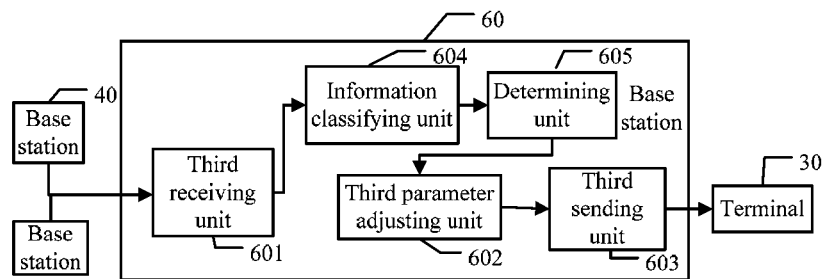 60
604
605
40
Information
classifying unit
Determining
unit
Base
station
Base
station
Third
receiving
unit
Third parameter
adjusting unit
Third
sending
unit
30
Terminal
Base
station
601
602
603